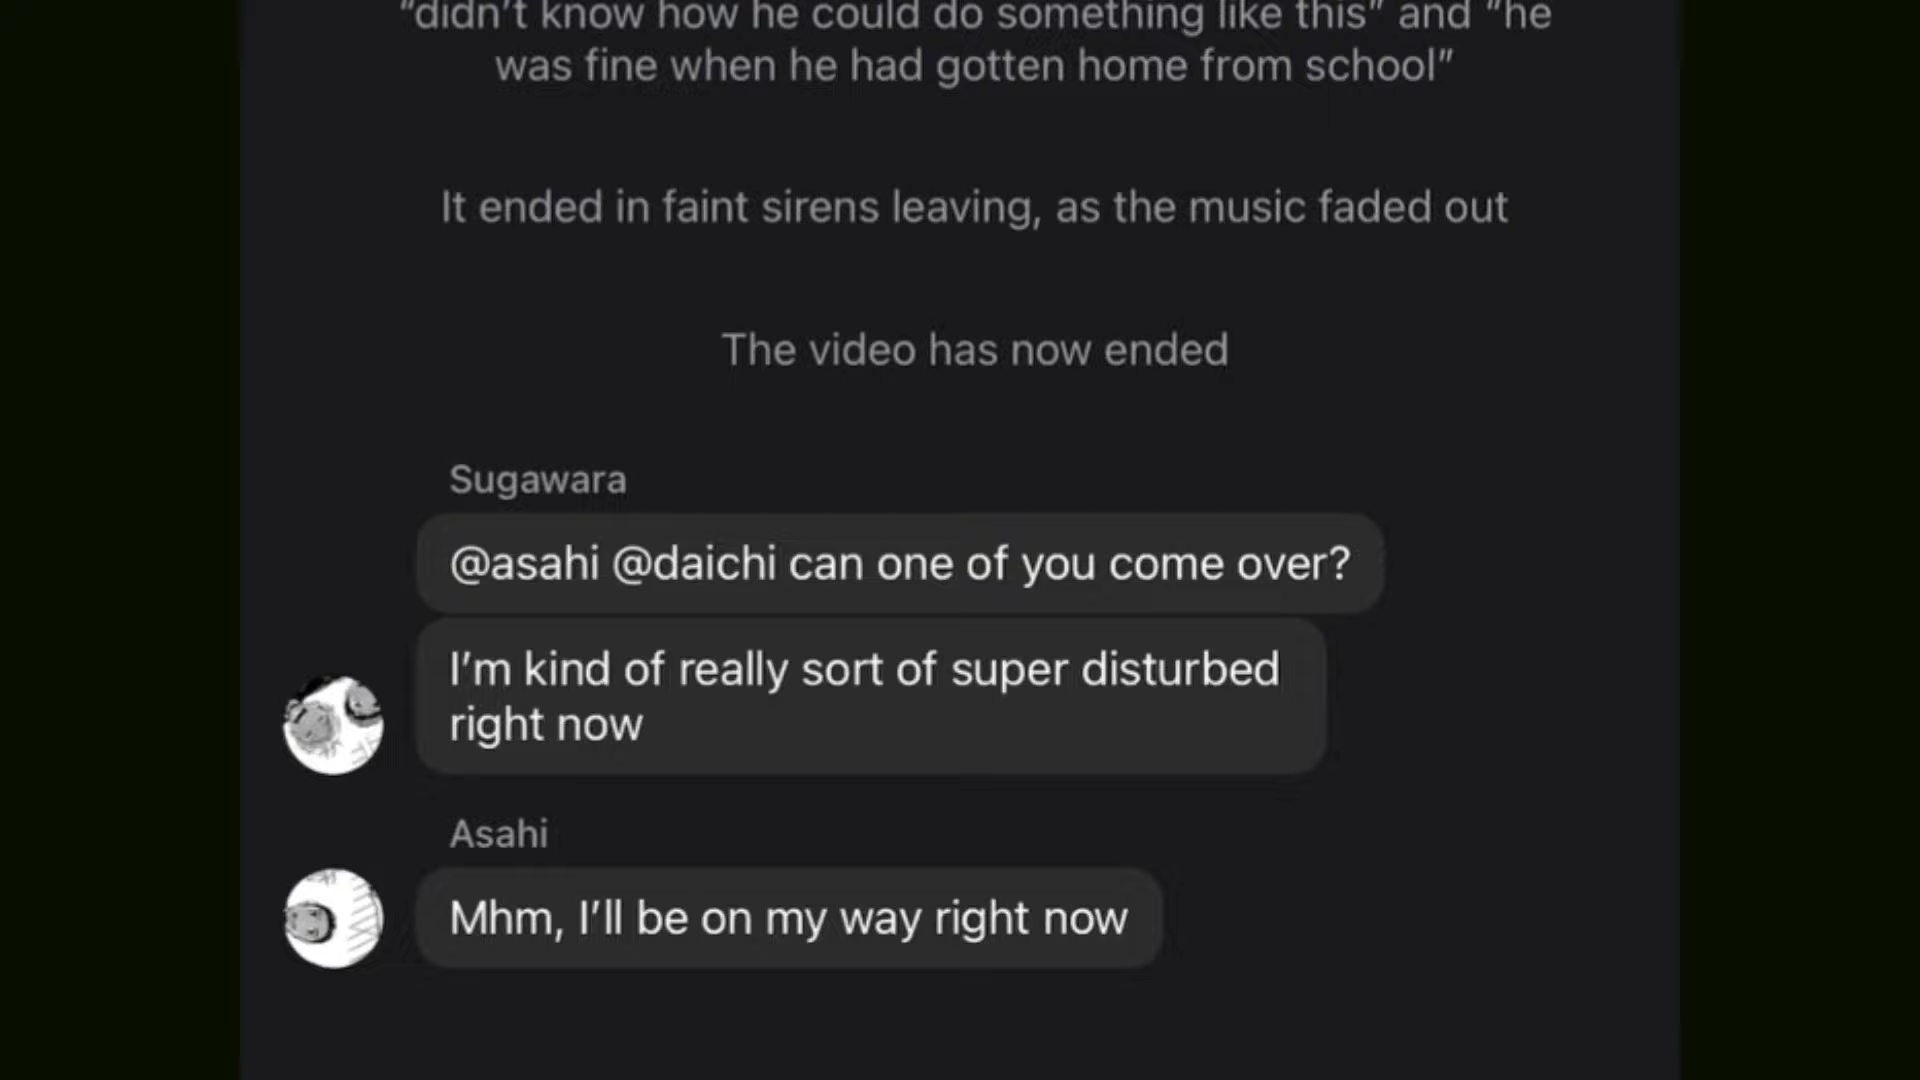 “didn’t know how he could do something like this” and “he
was fine when he had gotten home from school”
It ended in faint sirens leaving, as the music faded out
The video has now ended
Sugawara
@asahi @daichi can one of you come over?
I’m kind of really sort of super disturbed
right now
Asahi
Mhm, I’ll be on my way right now